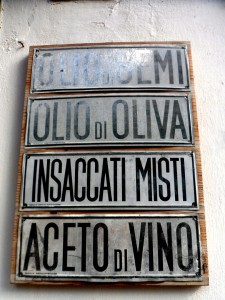 OLIO DI SEMI
OLIO DI OLIVA
INSACCATI MISTI
ACETO DI VINO